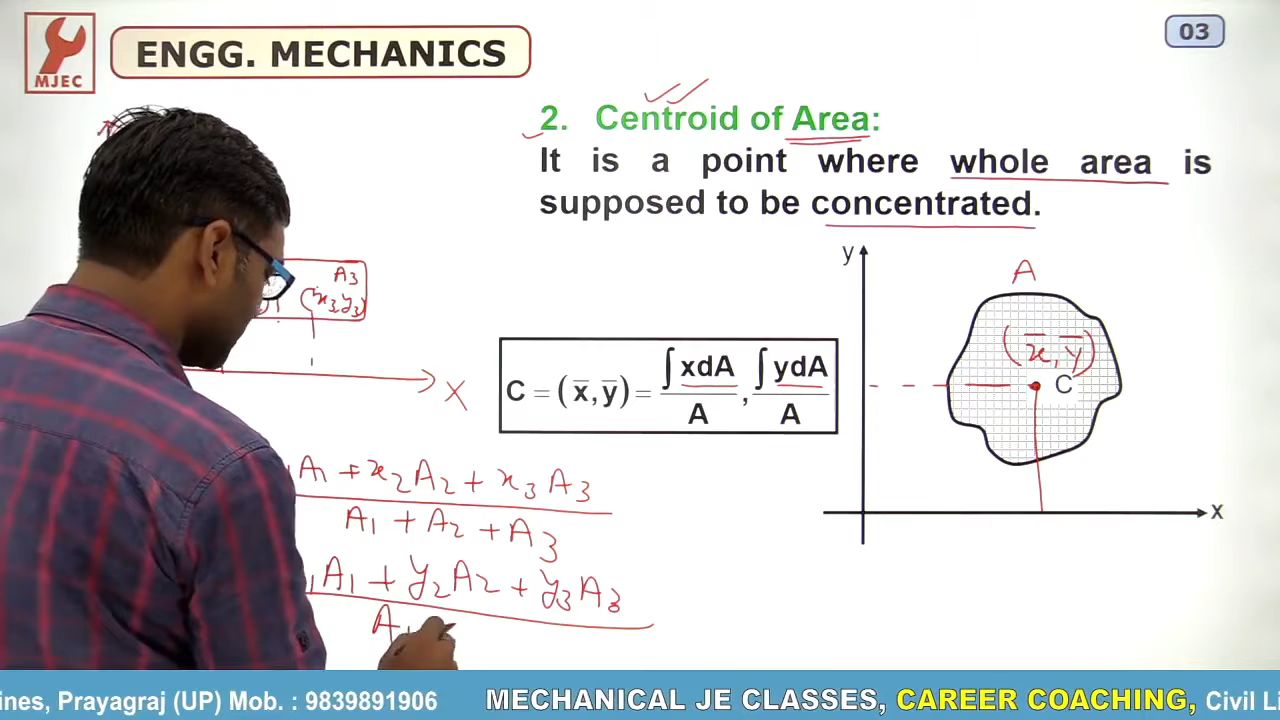 MJEC
ENGG. MECHANICS
03
2. Centroid of Area:
It is a point where whole area is
supposed to be concentrated.
A3
(x3,y3)
X
A1 + x2A2 + x3A3
A1 + A2 + A3
1A1 + y2A2 + y3A3
A1
C = (x̄,ȳ) = ∫xdA/A , ∫ydA/A
y
A
(x̄, ȳ)
C
x
ines, Prayagraj (UP) Mob. : 9839891906 MECHANICAL JE CLASSES, CAREER COACHING, Civil Li